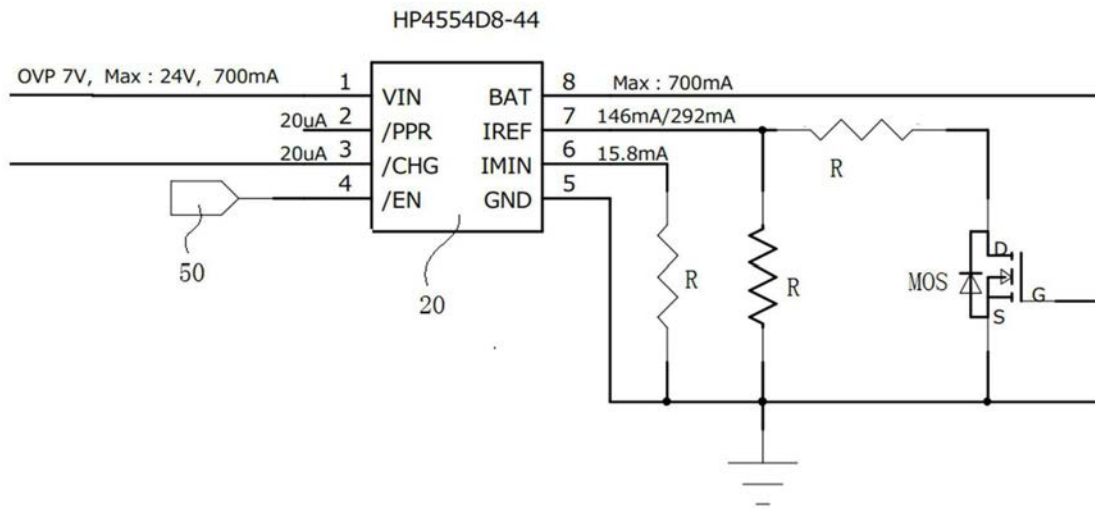 HP4554D8-44
OVP 7V, Max : 24V, 700mA
1
VIN
BAT
8
Max : 700mA
20uA
2
/PPR
IREF
7
146mA/292mA
20uA
3
/CHG
IMIN
6
15.8mA
4
/EN
GND
5
R
50
20
R
R
MOS
D
G
S